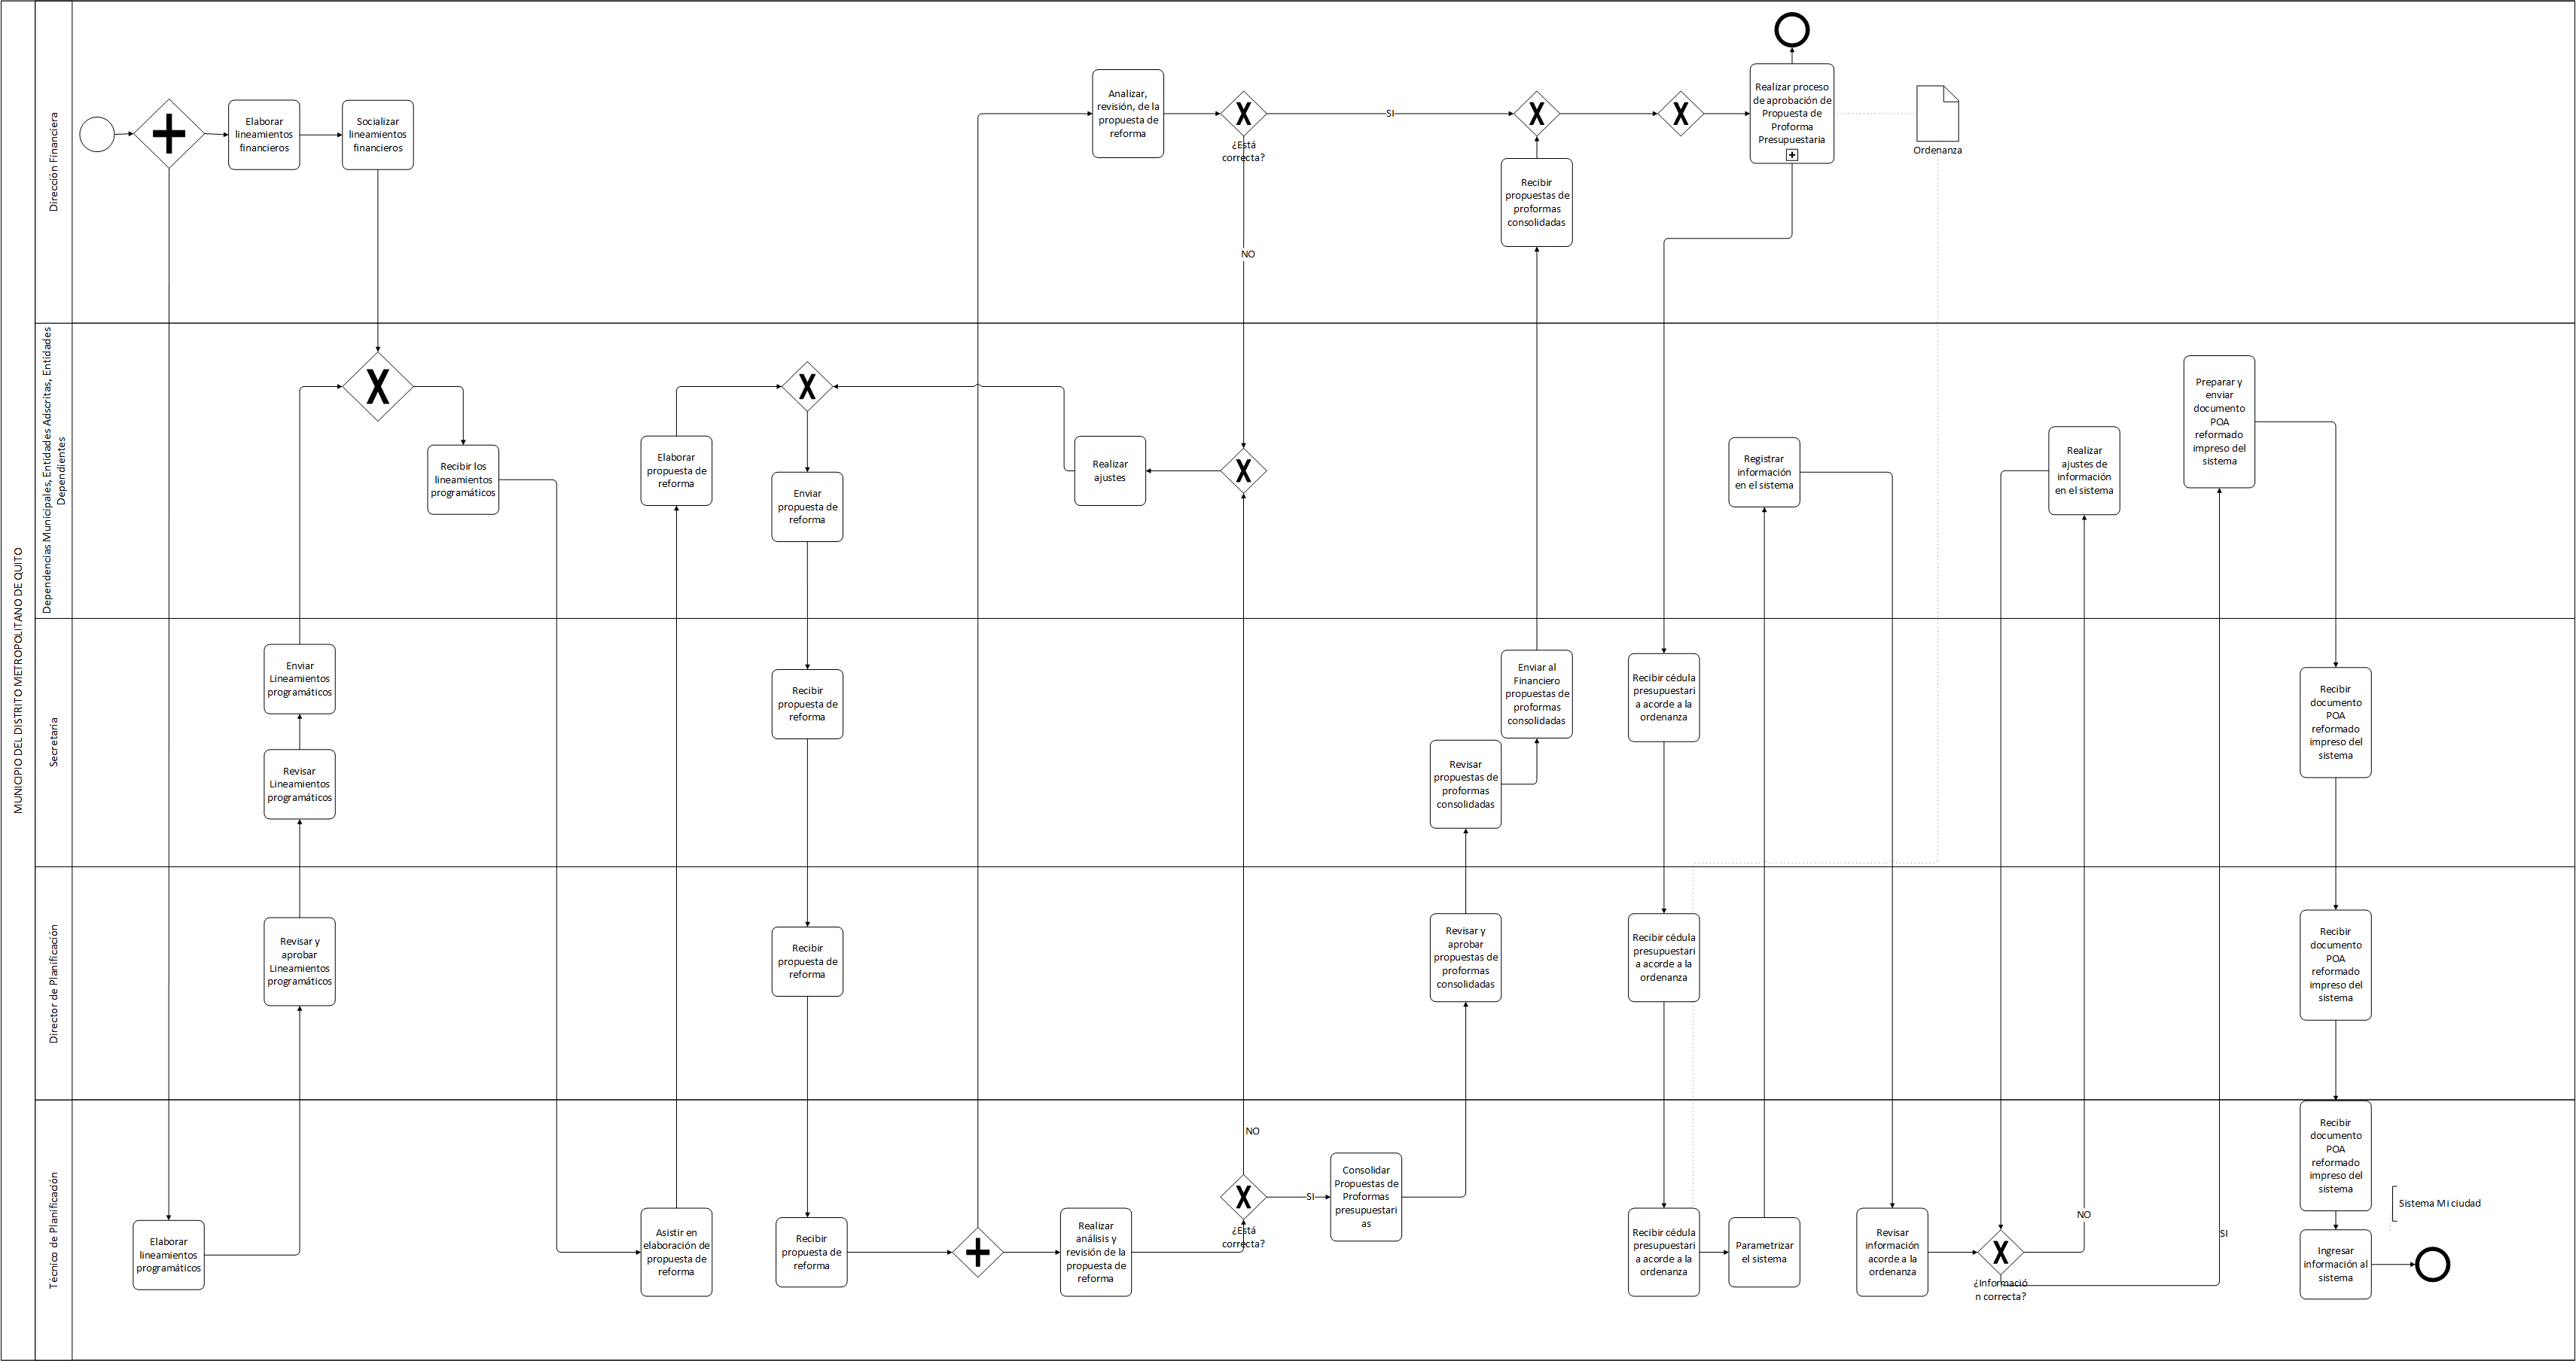 MUNICIPIO DEL DISTRITO METROPOLITANO DE QUITO
Dirección Financiera
Elaborar
lineamientos
financieros
Socializar
lineamientos
financieros
Analizar,
revisión, de la
propuesta de
reforma
¿Está
correcta?
SI
NO
Recibir
propuestas de
proformas
consolidadas
Realizar proceso
de aprobación de
Propuesta de
Proforma
Presupuestaria
Ordenanza
Dependencias Municipales, Entidades Adscritas, Entidades
Dependientes
Recibir los
lineamientos
programáticos
Elaborar
propuesta de
reforma
Enviar
propuesta de
reforma
Realizar
ajustes
Registrar
información
en el sistema
Realizar
ajustes de
información
en el sistema
Preparar y
enviar
documento
POA
reformado
impreso del
sistema
Secretaría
Enviar
Lineamientos
programáticos
Revisar
Lineamientos
programáticos
Recibir
propuesta de
reforma
Revisar
propuestas de
proformas
consolidadas
Enviar al
Financiero
propuestas de
proformas
consolidadas
Recibir cédula
presupuestari
a acorde a la
ordenanza
Recibir
documento
POA
reformado
impreso del
sistema
Director de Planificación
Revisar y
aprobar
Lineamientos
programáticos
Recibir
propuesta de
reforma
Revisar y
aprobar
propuestas de
proformas
consolidadas
Recibir cédula
presupuestari
a acorde a la
ordenanza
Recibir
documento
POA
reformado
impreso del
sistema
Técnico de Planificación
Elaborar
lineamientos
programáticos
Asistir en
elaboración de
propuesta de
reforma
Recibir
propuesta de
reforma
Realizar
análisis y
revisión de la
propuesta de
reforma
NO
¿Está
correcta?
SI
Consolidar
Propuestas de
Proformas
presupuestari
as
Recibir cédula
presupuestari
a acorde a la
ordenanza
Parametrizar
el sistema
Revisar
información
acorde a la
ordenanza
¿Informació
n correcta?
NO
SI
Recibir
documento
POA
reformado
impreso del
sistema
Sistema Mi ciudad
Ingresar
información al
sistema